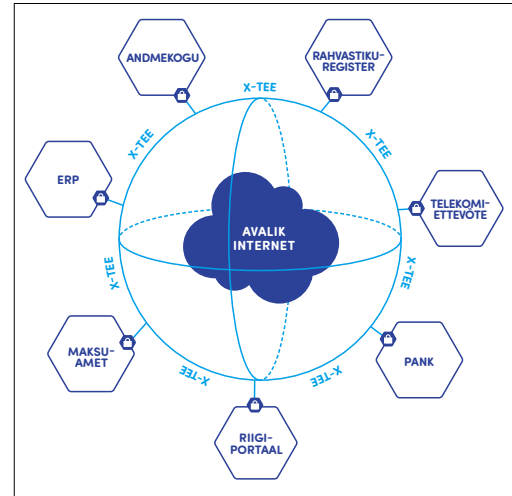 ANDMEKOGU
RAHVASTIKU-
REGISTER
X-TEE
X-TEE
X-TEE
ERP
TELEKOMI-
ETTEVÕTE
AVALIK
INTERNET
X-TEE
X-TEE
MAKSU-
AMET
PANK
X-TEE
X-TEE
RIIGI-
PORTAAL